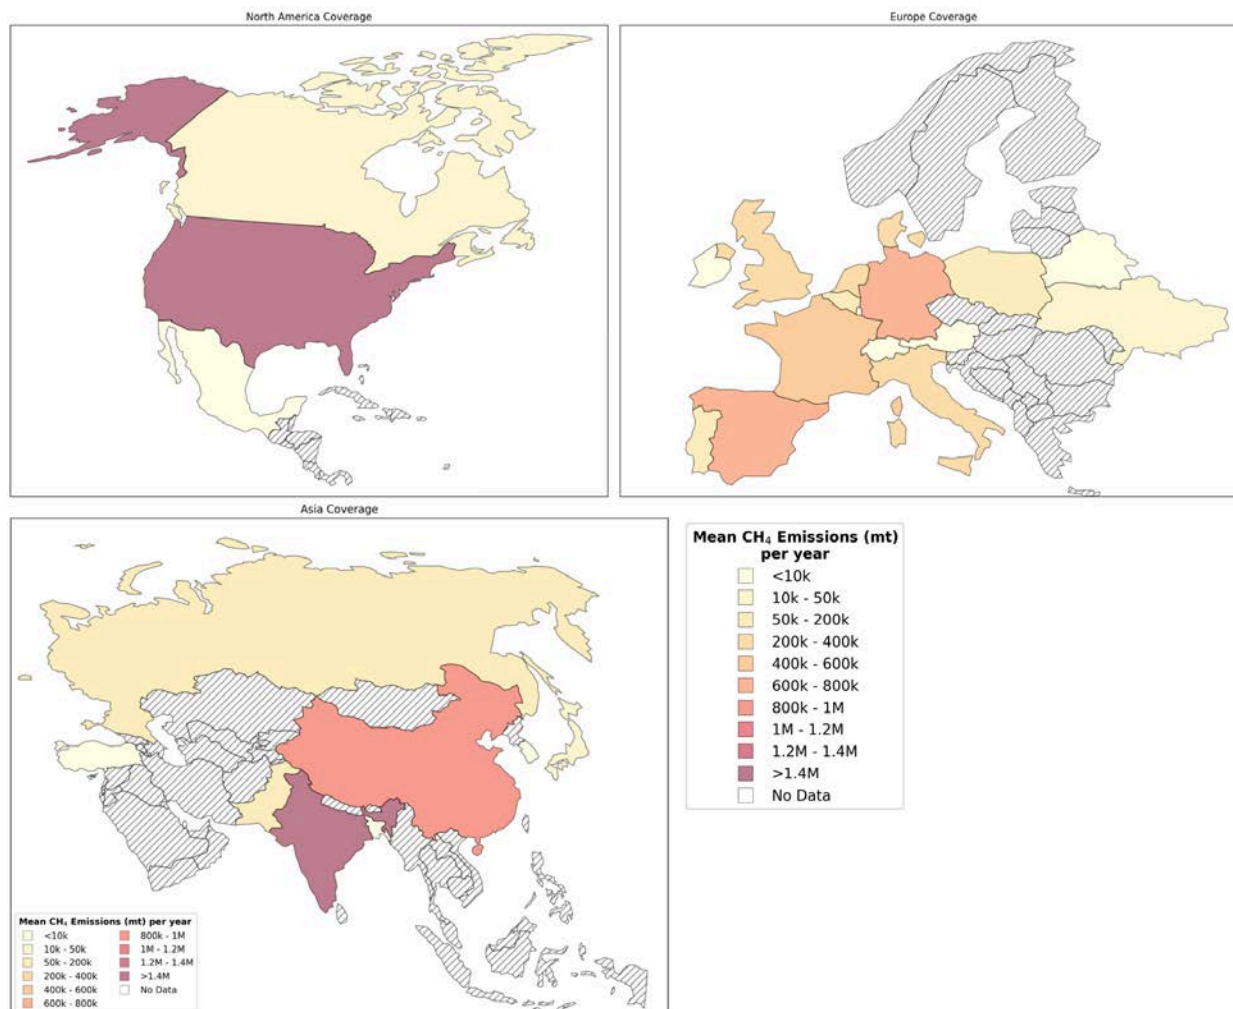 North America Coverage
Europe Coverage
Asia Coverage
Mean CH₄ Emissions (mt)
per year
<10k
10k - 50k
50k - 200k
200k - 400k
400k - 600k
600k - 800k
800k - 1M
1M - 1.2M
1.2M - 1.4M
>1.4M
No Data
Mean CH₄ Emissions (mt) per year
<10k
10k - 50k
50k - 200k
200k - 400k
400k - 600k
600k - 800k
800k - 1M
1M - 1.2M
1.2M - 1.4M
>1.4M
No Data